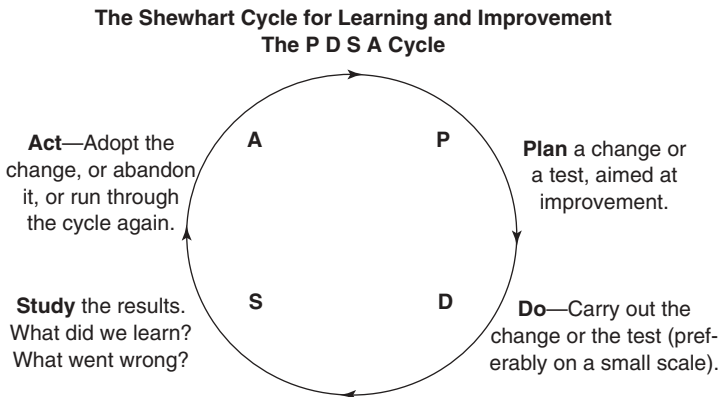 The Shewhart Cycle for Learning and Improvement
The P D S A Cycle
A
P
Act—Adopt the
change, or abandon
it, or run through
the cycle again.
Plan a change or
a test, aimed at
improvement.
S
D
Study the results.
What did we learn?
What went wrong?
Do—Carry out the
change or the test (pref-
erably on a small scale).